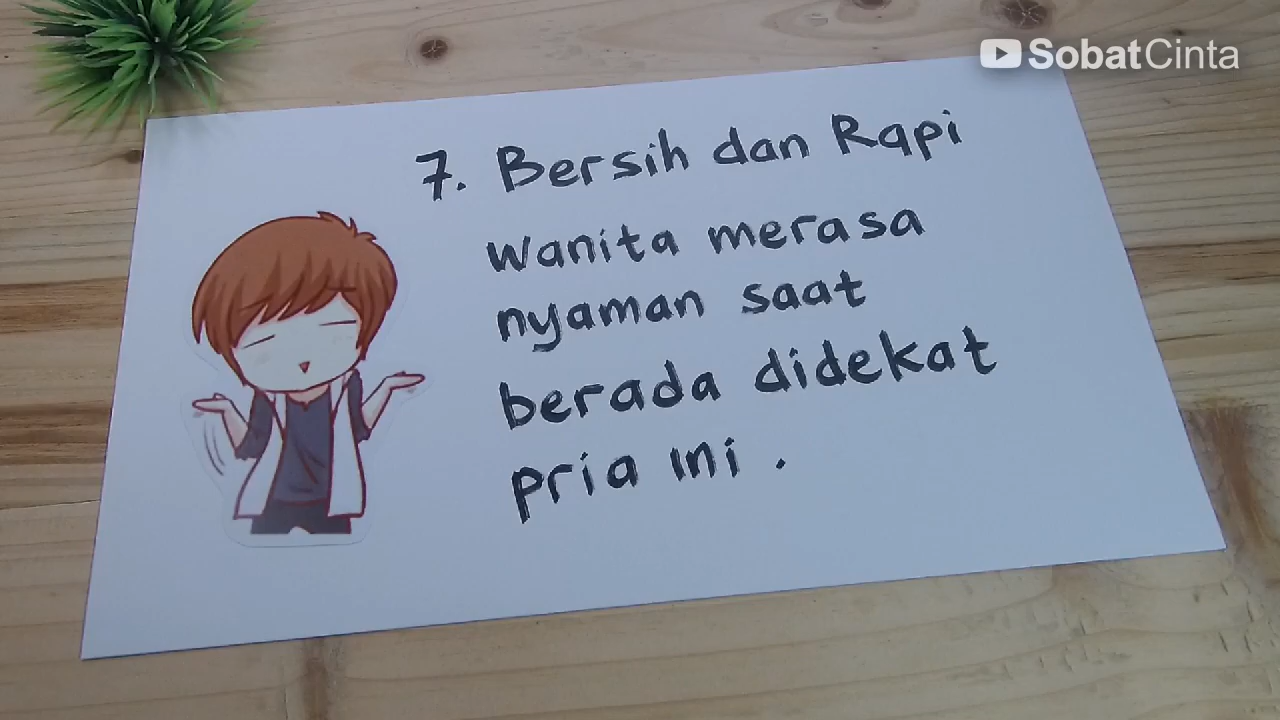 SobatCinta
7. Bersih dan Rapi
wanita merasa
nyaman saat
berada didekat
pria ini.